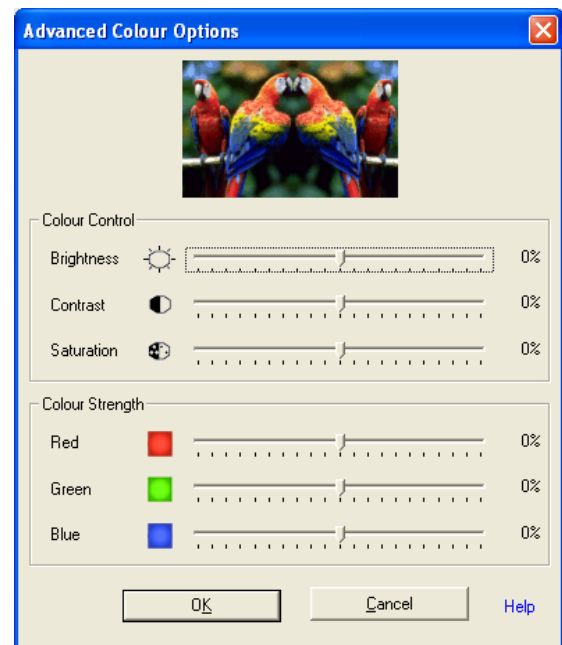 Advanced Colour Options
Colour Control
Brightness 0%
Contrast 0%
Saturation 0%
Colour Strength
Red 0%
Green 0%
Blue 0%
OK Cancel Help